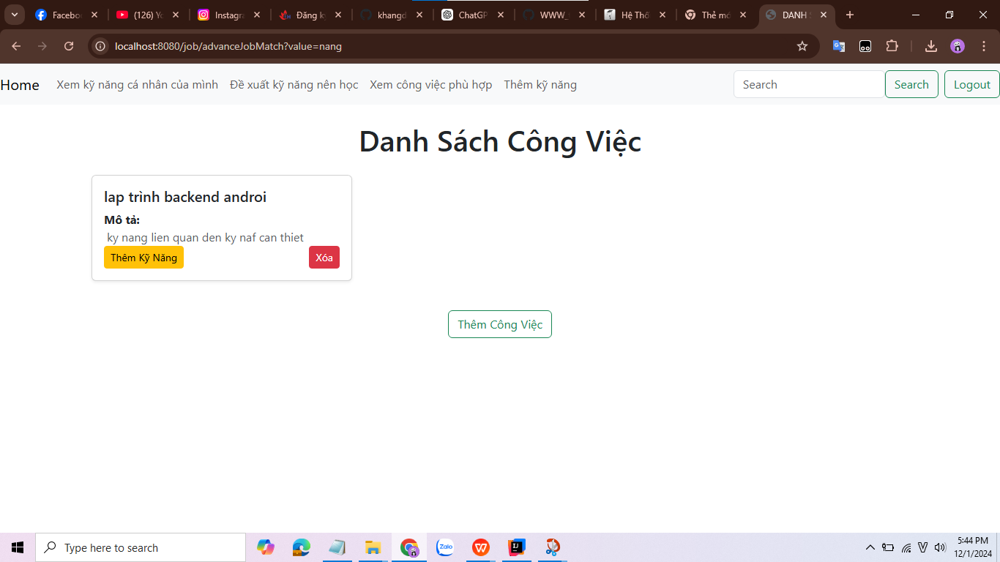 Facebo
(126) Yo
Instagra
Đăng k
khangd
ChatGP
WWW_
Hệ Thố
Thẻ mớ
DANH S
localhost:8080/job/advanceJobMatch?value=nang
Home
Xem kỹ năng cá nhân của mình
Đề xuất kỹ năng nên học
Xem công việc phù hợp
Thêm kỹ năng
Search
Search
Logout
Danh Sách Công Việc
lap trình backend androi
Mô tả:
ky nang lien quan den ky naf can thiet
Thêm Kỹ Năng
Xóa
Thêm Công Việc
Type here to search
Zalo
5:44 PM
12/1/2024